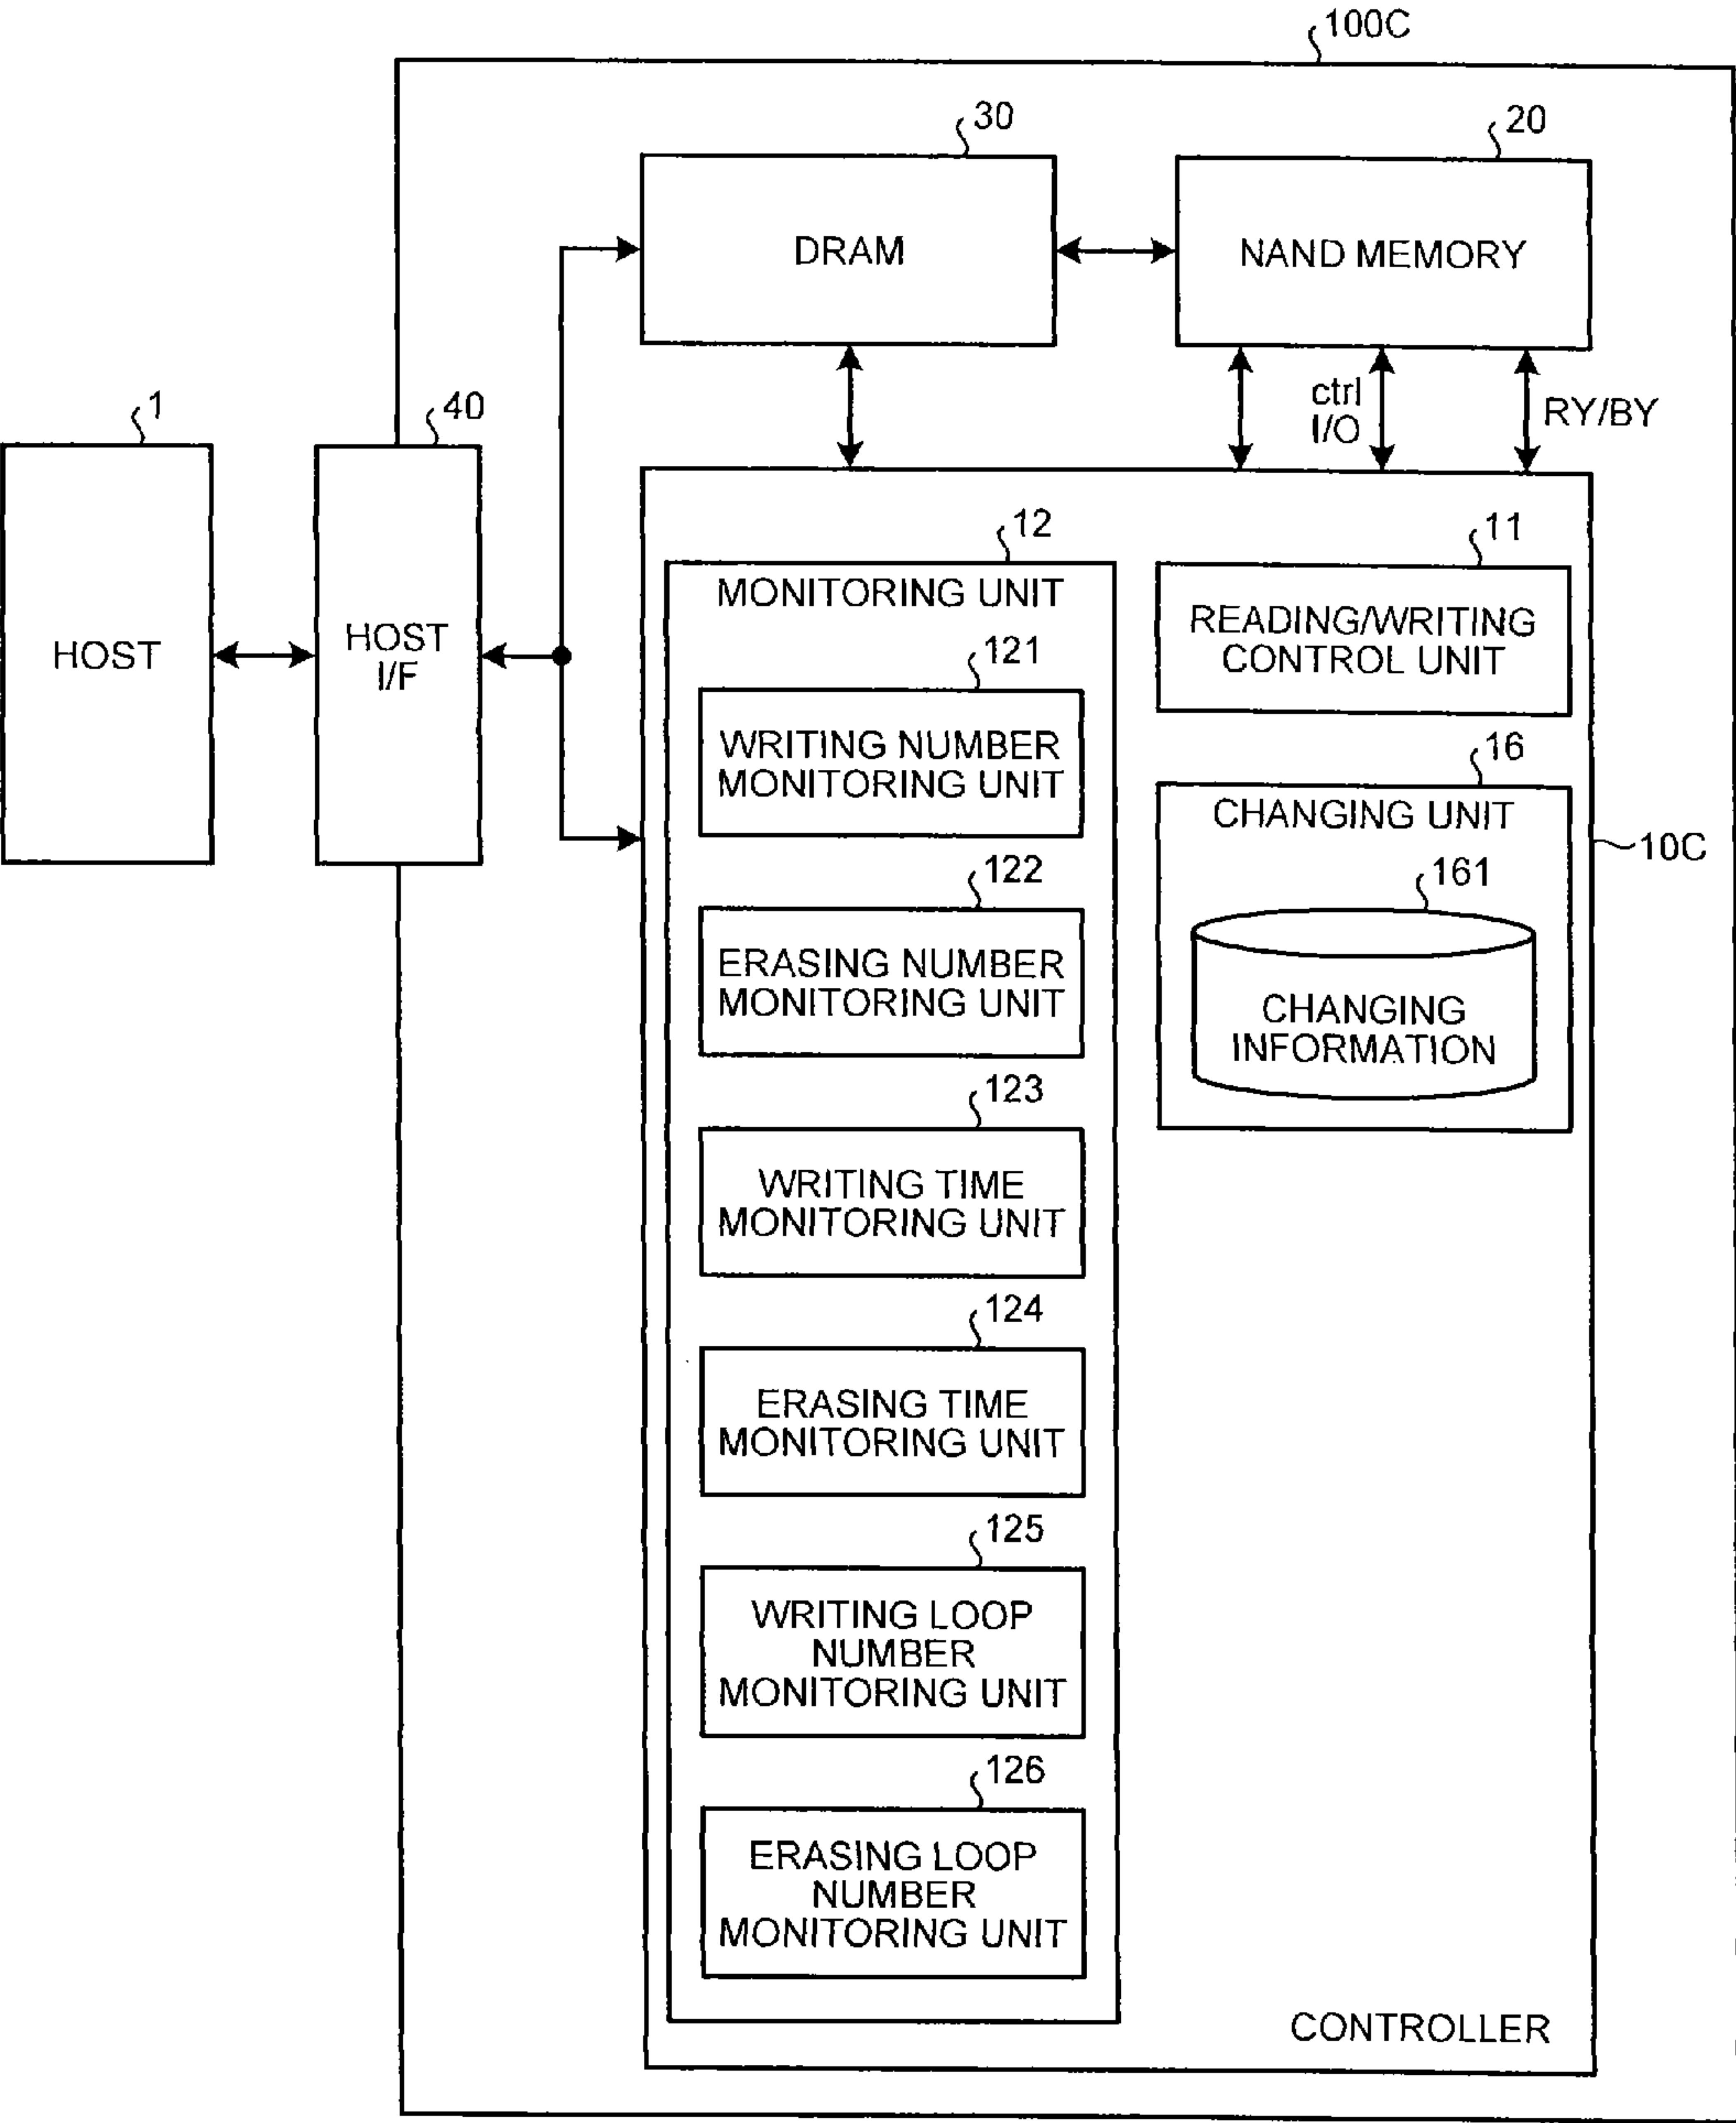 100C
30
20
DRAM
NAND MEMORY
1
40
ctrl
I/O
RY/BY
HOST
HOST
I/F
12
MONITORING UNIT
11
READING/WRITING
CONTROL UNIT
121
WRITING NUMBER
MONITORING UNIT
16
CHANGING UNIT
10C
161
CHANGING
INFORMATION
122
ERASING NUMBER
MONITORING UNIT
123
WRITING TIME
MONITORING UNIT
124
ERASING TIME
MONITORING UNIT
125
WRITING LOOP
NUMBER
MONITORING UNIT
126
ERASING LOOP
NUMBER
MONITORING UNIT
CONTROLLER